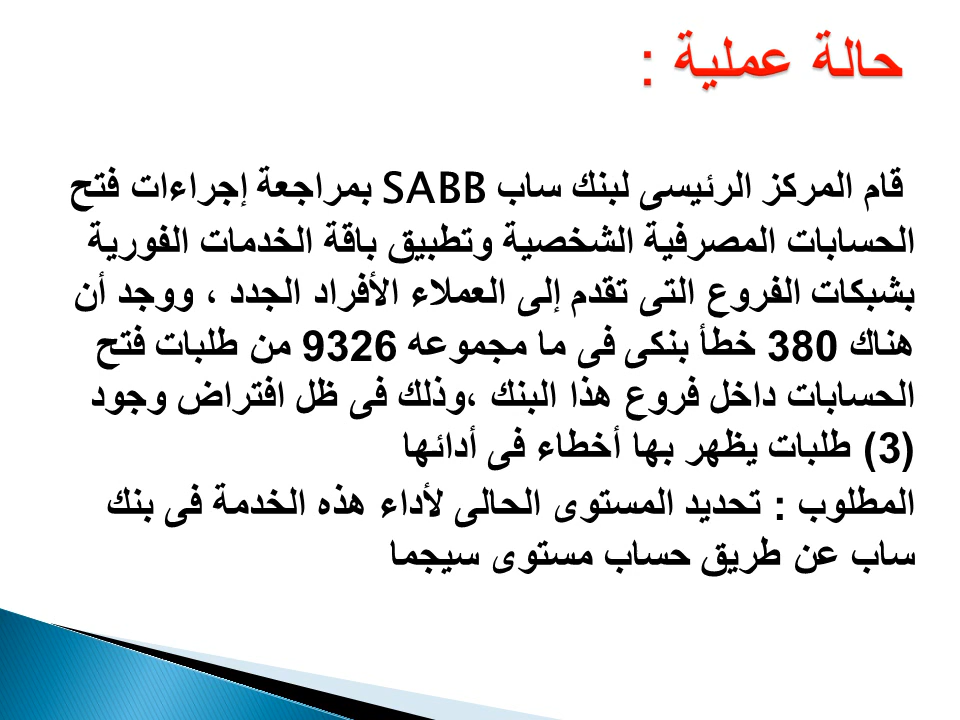 حالة عملية :
قام المركز الرئيسى لبنك ساب SABB بمراجعة إجراءات فتح
الحسابات المصرفية الشخصية وتطبيق باقة الخدمات الفورية
بشبكات الفروع التى تقدم إلى العملاء الأفراد الجدد ، ووجد أن
هناك 380 خطأ بنكى فى ما مجموعه 9326 من طلبات فتح
الحسابات داخل فروع هذا البنك ،وذلك فى ظل افتراض وجود
(3) طلبات يظهر بها أخطاء فى أدائها
المطلوب : تحديد المستوى الحالى لأداء هذه الخدمة فى بنك
ساب عن طريق حساب مستوى سيجما